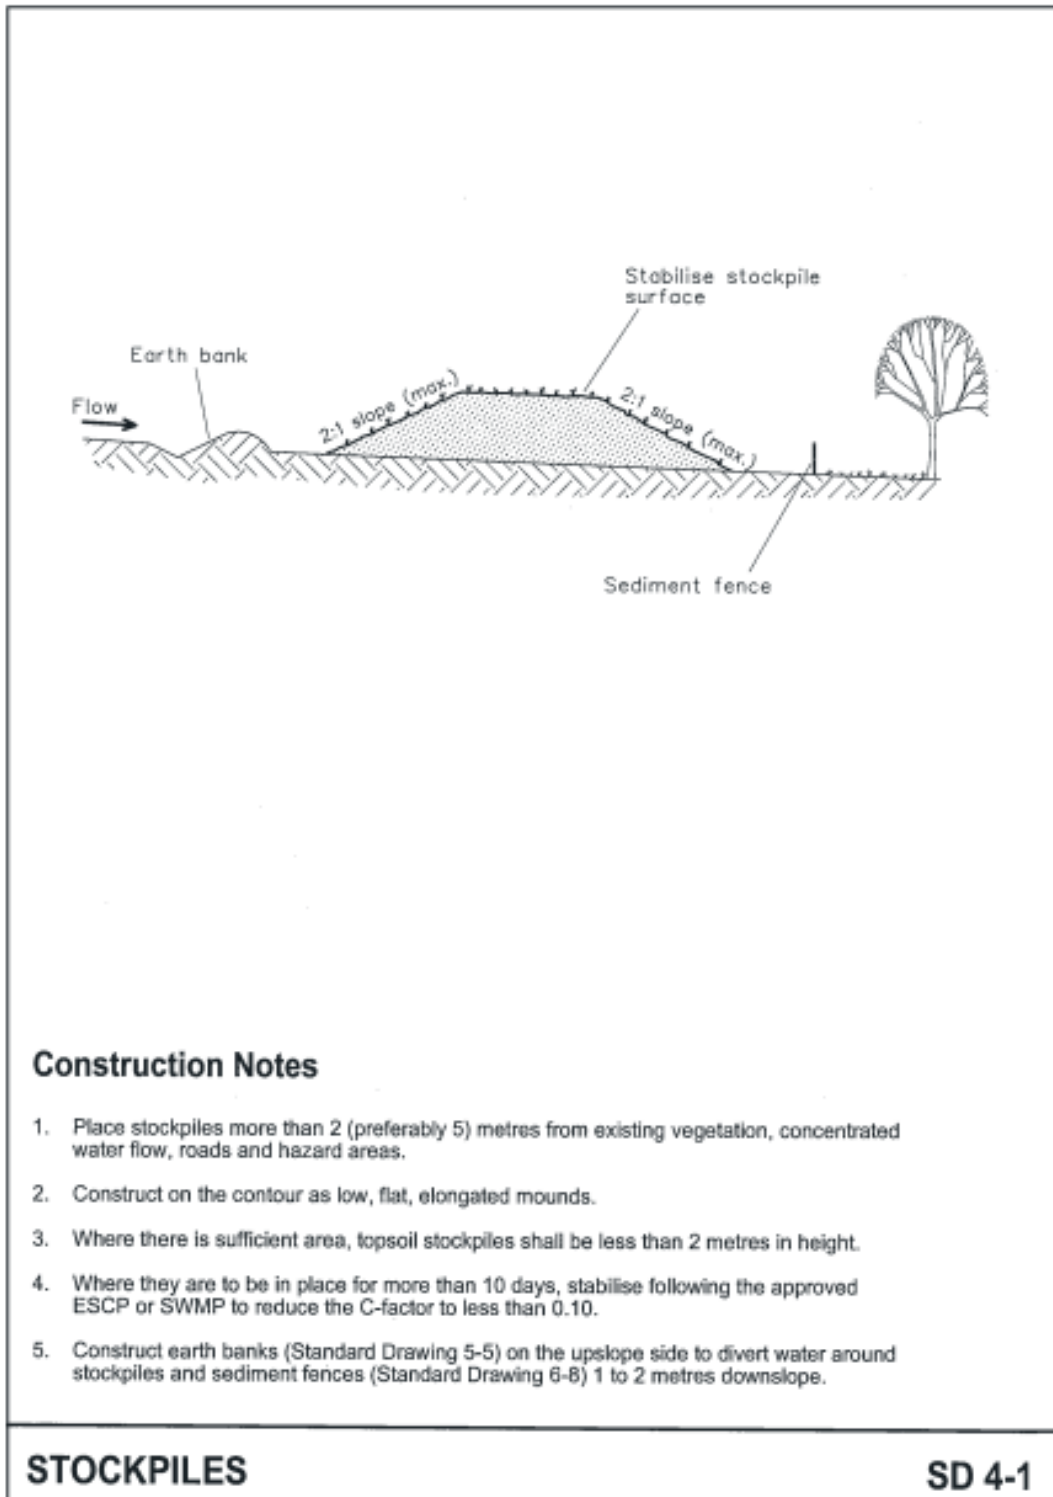 Stabilise stockpile
surface
Earth bank
Flow
2:1 slope (max.)
2:1 slope (max.)
Sediment fence
Construction Notes
1. Place stockpiles more than 2 (preferably 5) metres from existing vegetation, concentrated
water flow, roads and hazard areas.
2. Construct on the contour as low, flat, elongated mounds.
3. Where there is sufficient area, topsoil stockpiles shall be less than 2 metres in height.
4. Where they are to be in place for more than 10 days, stabilise following the approved
ESCP or SWMP to reduce the C-factor to less than 0.10.
5. Construct earth banks (Standard Drawing 5-5) on the upslope side to divert water around
stockpiles and sediment fences (Standard Drawing 6-8) 1 to 2 metres downslope.
STOCKPILES SD 4-1